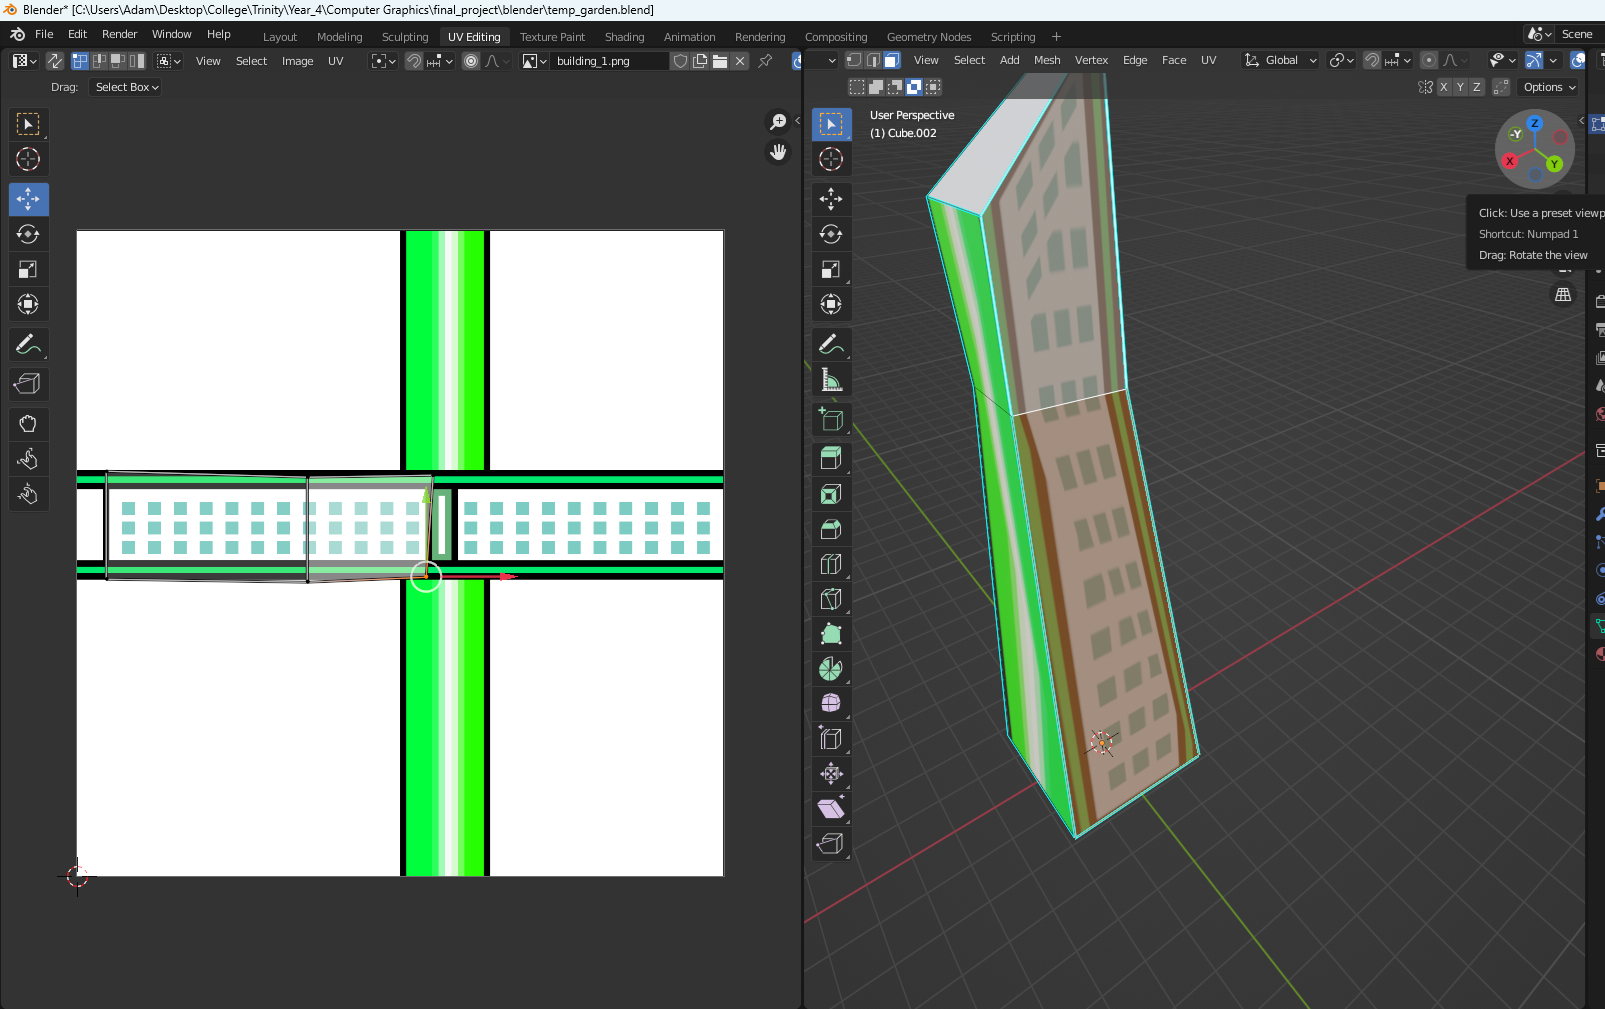 Blender* [C:\Users\Adam\Desktop\College\Trinity\Year_4\Computer Graphics\final_project\blender\temp_garden.blend]
File Edit Render Window Help Layout Modeling Sculpting UV Editing Texture Paint Shading Animation Rendering Compositing Geometry Nodes Scripting + Scene
View Select Image UV building_1.png View Select Add Mesh Vertex Edge Face UV Global
Drag: Select Box X Y Z Options
User Perspective
(1) Cube.002
Z
-Y
X
Y
Click: Use a preset viewp
Shortcut: Numpad 1
Drag: Rotate the view